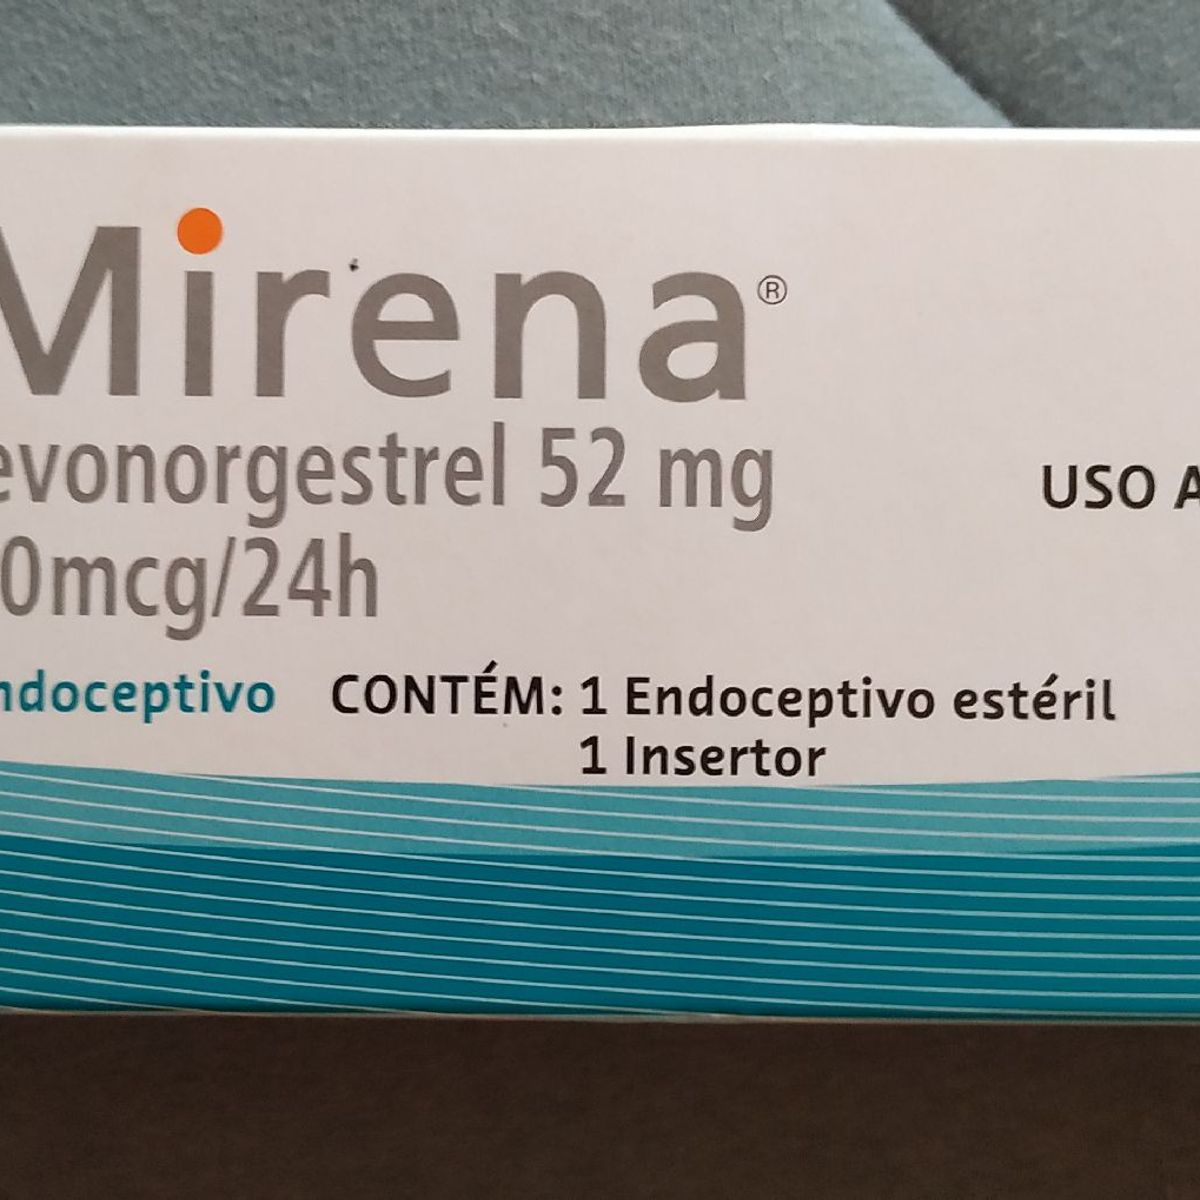 Mirena®
evonorgestrel 52 mg
0mcg/24h
USO A
ndoceptivo
CONTÉM: 1 Endoceptivo estéril
1 Insertor